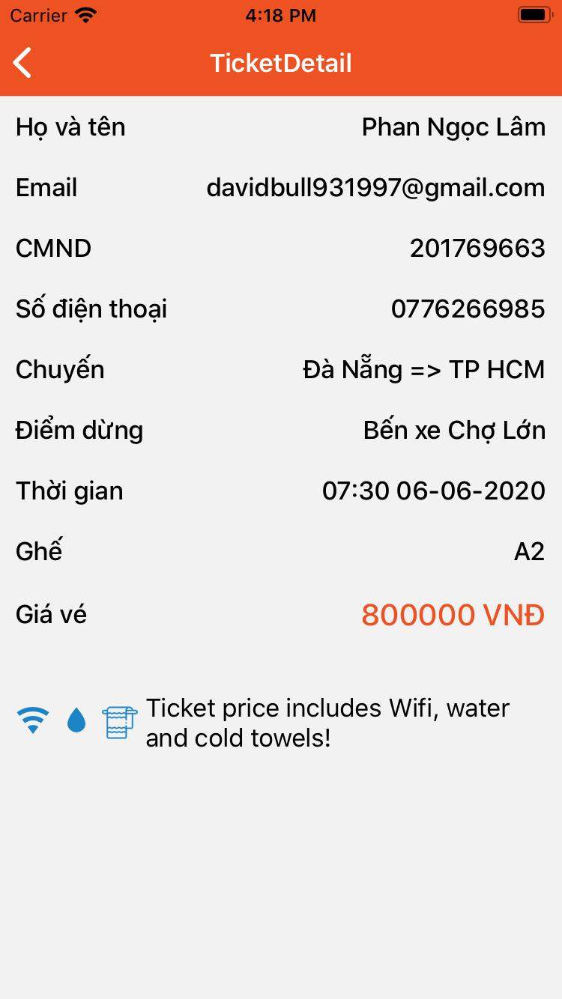 Carrier 4:18 PM
TicketDetail
Họ và tên Phan Ngọc Lâm
Email davidbull931997@gmail.com
CMND 201769663
Số điện thoại 0776266985
Chuyến Đà Nẵng => TP HCM
Điểm dừng Bến xe Chợ Lớn
Thời gian 07:30 06-06-2020
Ghế A2
Giá vé 800000 VNĐ
Ticket price includes Wifi, water
and cold towels!